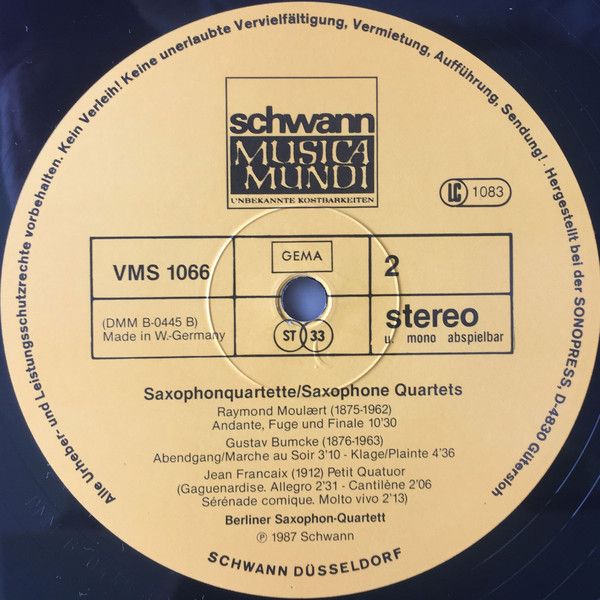 Alle Urheber- und Leistungsschutzrechte vorbehalten. Kein Verleih! Keine unerlaubte Vervielfältigung, Vermietung, Aufführung, Sendung! · Hergestellt bei der SONOPRESS, D-4830 Gütersloh
schwann
MUSICA
MUNDI
UNBEKANNTE KOSTBARKEITEN
LC 1083
VMS 1066
GEMA
2
(DMM B-0445 B)
Made in W.-Germany
ST 33
stereo
u. mono abspielbar
Saxophonquartette/Saxophone Quartets
Raymond Moulært (1875-1962)
Andante, Fuge und Finale 10'30
Gustav Bumcke (1876-1963)
Abendgang/Marche au Soir 3'10 - Klage/Plainte 4'36
Jean Francaix (1912) Petit Quatuor
(Gaguenardise. Allegro 2'31 - Cantilène 2'06
Sérénade comique. Molto vivo 2'13)
Berliner Saxophon-Quartett
℗ 1987 Schwann
SCHWANN DÜSSELDORF